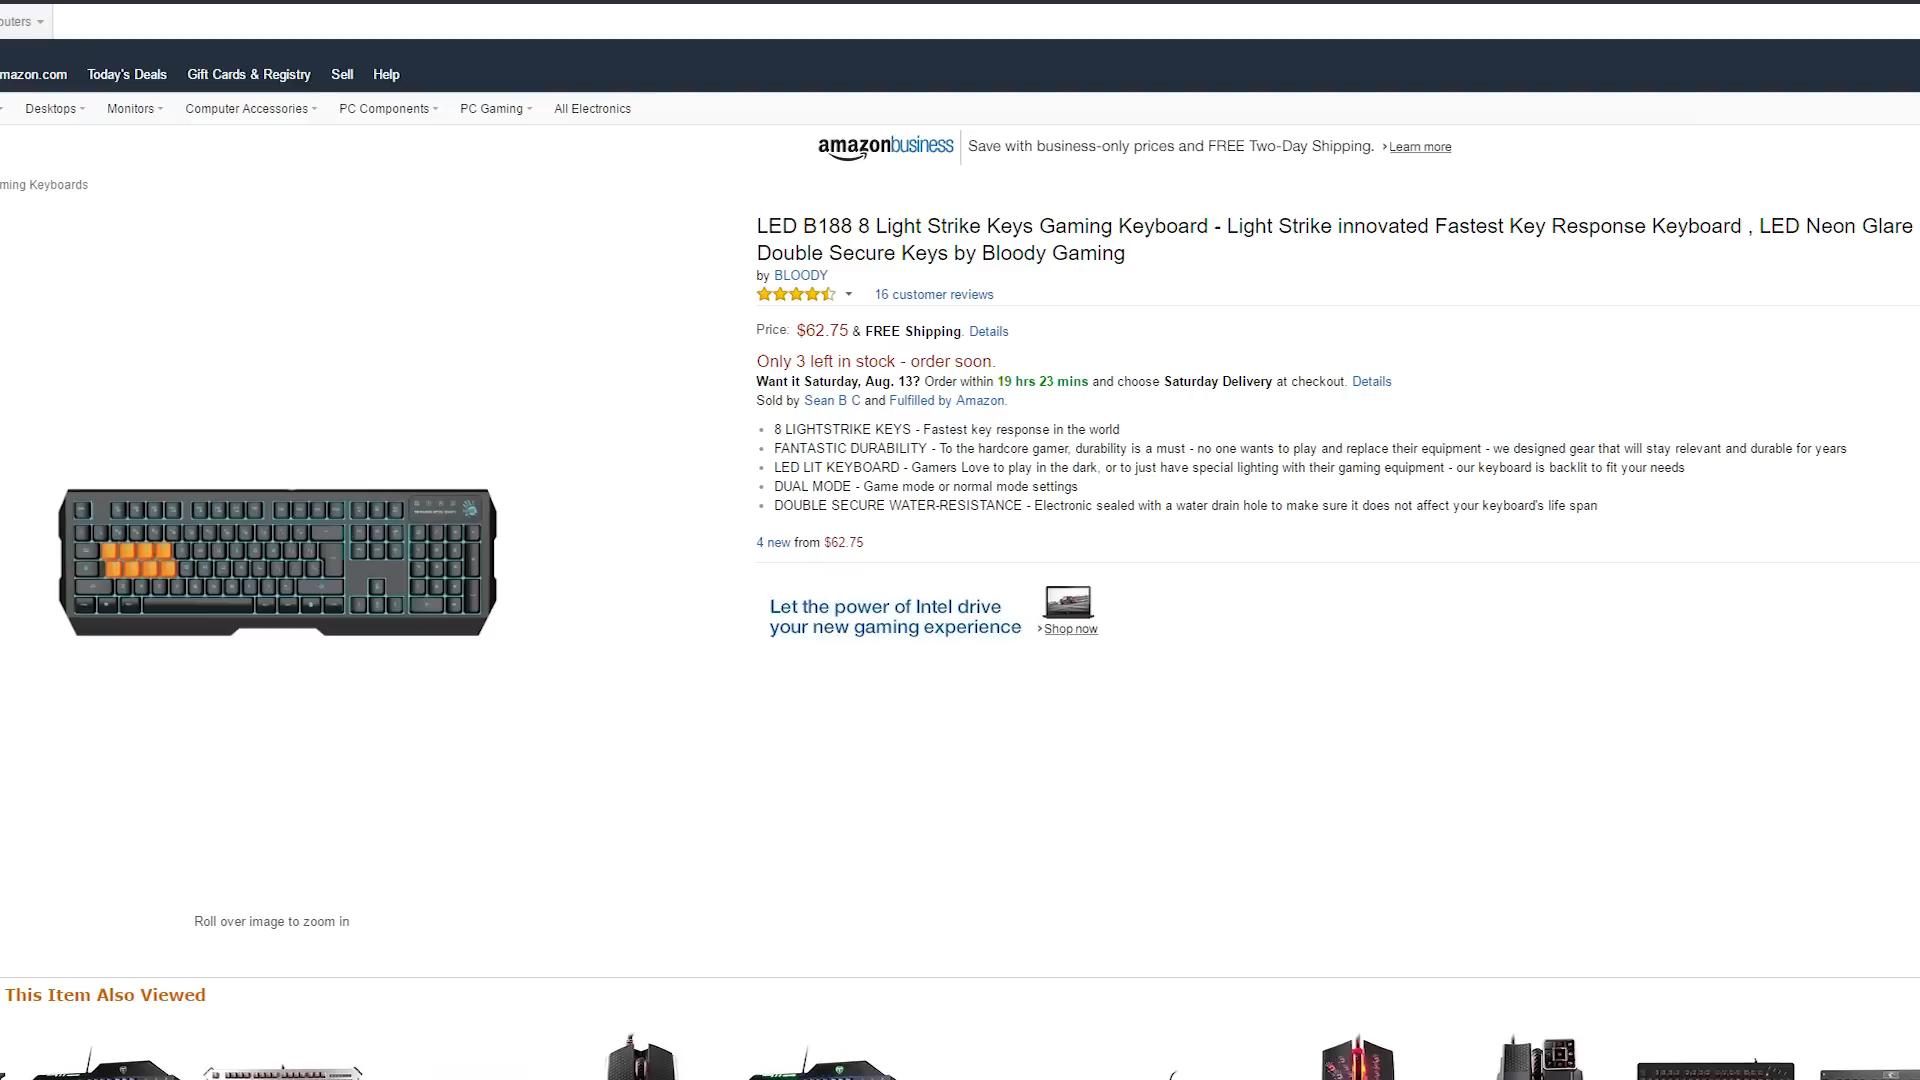 mazon.com Today's Deals Gift Cards & Registry Sell Help
Desktops Monitors Computer Accessories PC Components PC Gaming All Electronics
amazonbusiness Save with business-only prices and FREE Two-Day Shipping. Learn more
ming Keyboards
LED B188 8 Light Strike Keys Gaming Keyboard - Light Strike innovated Fastest Key Response Keyboard , LED Neon Glare
Double Secure Keys by Bloody Gaming
by BLOODY
16 customer reviews
Price: $62.75 & FREE Shipping. Details
Only 3 left in stock - order soon.
Want it Saturday, Aug. 13? Order within 19 hrs 23 mins and choose Saturday Delivery at checkout. Details
Sold by Sean B C and Fulfilled by Amazon.
8 LIGHTSTRIKE KEYS - Fastest key response in the world
FANTASTIC DURABILITY - To the hardcore gamer, durability is a must - no one wants to play and replace their equipment - we designed gear that will stay relevant and durable for years
LED LIT KEYBOARD - Gamers Love to play in the dark, or to just have special lighting with their gaming equipment - our keyboard is backlit to fit your needs
DUAL MODE - Game mode or normal mode settings
DOUBLE SECURE WATER-RESISTANCE - Electronic sealed with a water drain hole to make sure it does not affect your keyboard's life span
4 new from $62.75
Let the power of Intel drive
your new gaming experience
Shop now
Roll over image to zoom in
This Item Also Viewed